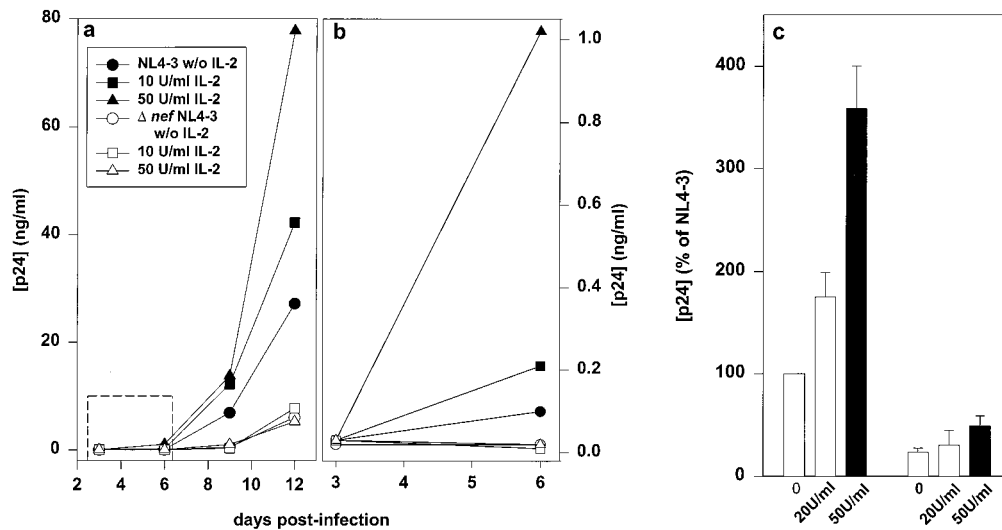 a
NL4-3 w/o IL-2
10 U/ml IL-2
50 U/ml IL-2
Δ nef NL4-3
w/o IL-2
10 U/ml IL-2
50 U/ml IL-2
[p24] (ng/ml)
80
60
40
20
0
2
4
6
8
10
12
b
1.0
0.8
0.6
0.4
0.2
0.0
[p24] (ng/ml)
3
4
5
6
days post-infection
c
[p24] (% of NL4-3)
400
300
200
100
0
0
20U/ml
50U/ml
0
20U/ml
50U/ml